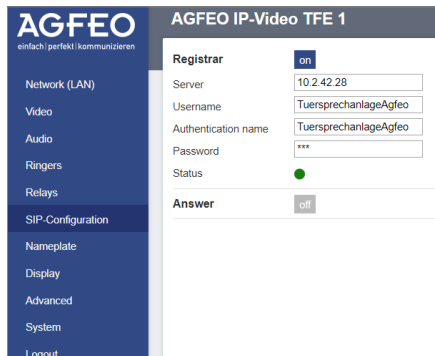 AGFEO
einfach|perfekt|kommunizieren
AGFEO IP-Video TFE 1
Network (LAN)
Video
Audio
Ringers
Relays
SIP-Configuration
Nameplate
Display
Advanced
System
Logout
Registrar on
Server 10.2.42.28
Username TuersprechanlageAgfeo
Authentication name TuersprechanlageAgfeo
Password ***
Status
Answer off